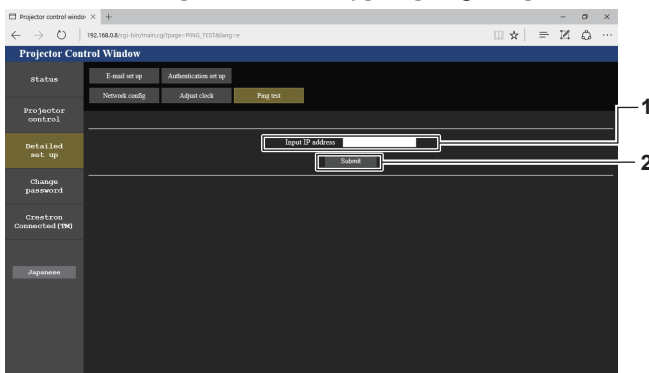 Projector control window
192.168.0.8/cgi-bin/main.cgi?page=PING_TEST&lang=e
Projector Control Window
Status
E-mail set up
Authentication set up
Network config
Adjust clock
Ping test
Projector
control
1
Input IP address
Detailed
set up
Submit
2
Change
password
Crestron
Connected(TM)
Japanese